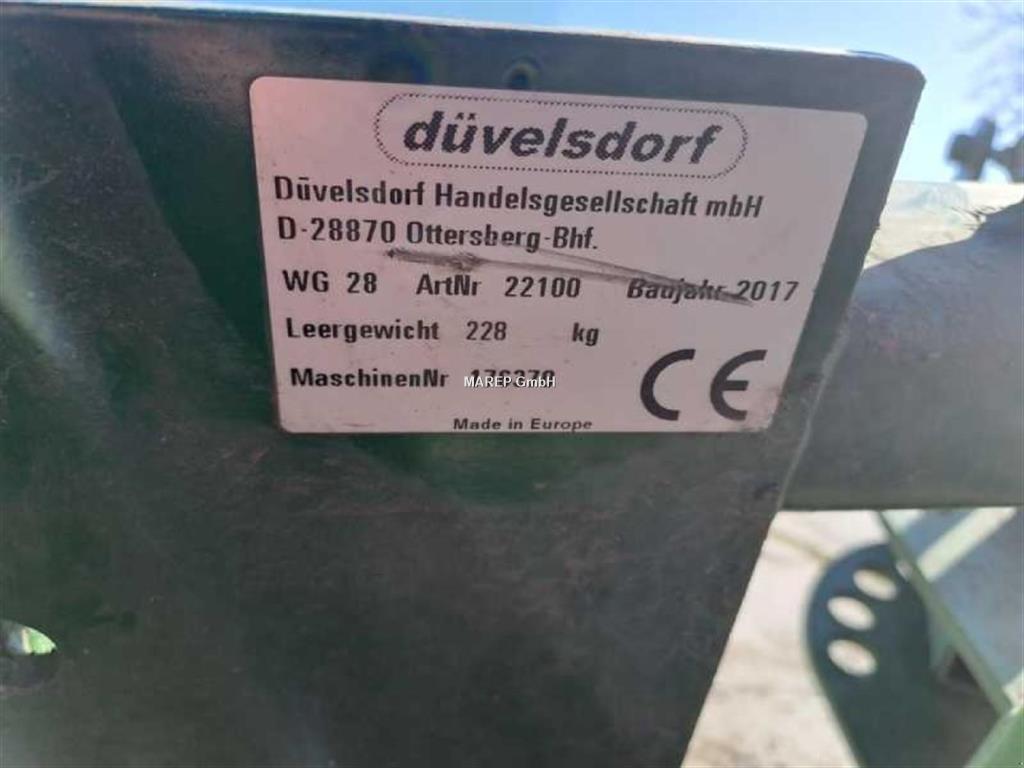 düvelsdorf
Düvelsdorf Handelsgesellschaft mbH
D-28870 Ottersberg-Bhf.
WG 28 ArtNr 22100 Baujahr 2017
Leergewicht 228 kg
MaschinenNr
MAREP GmbH
CE
Made in Europe